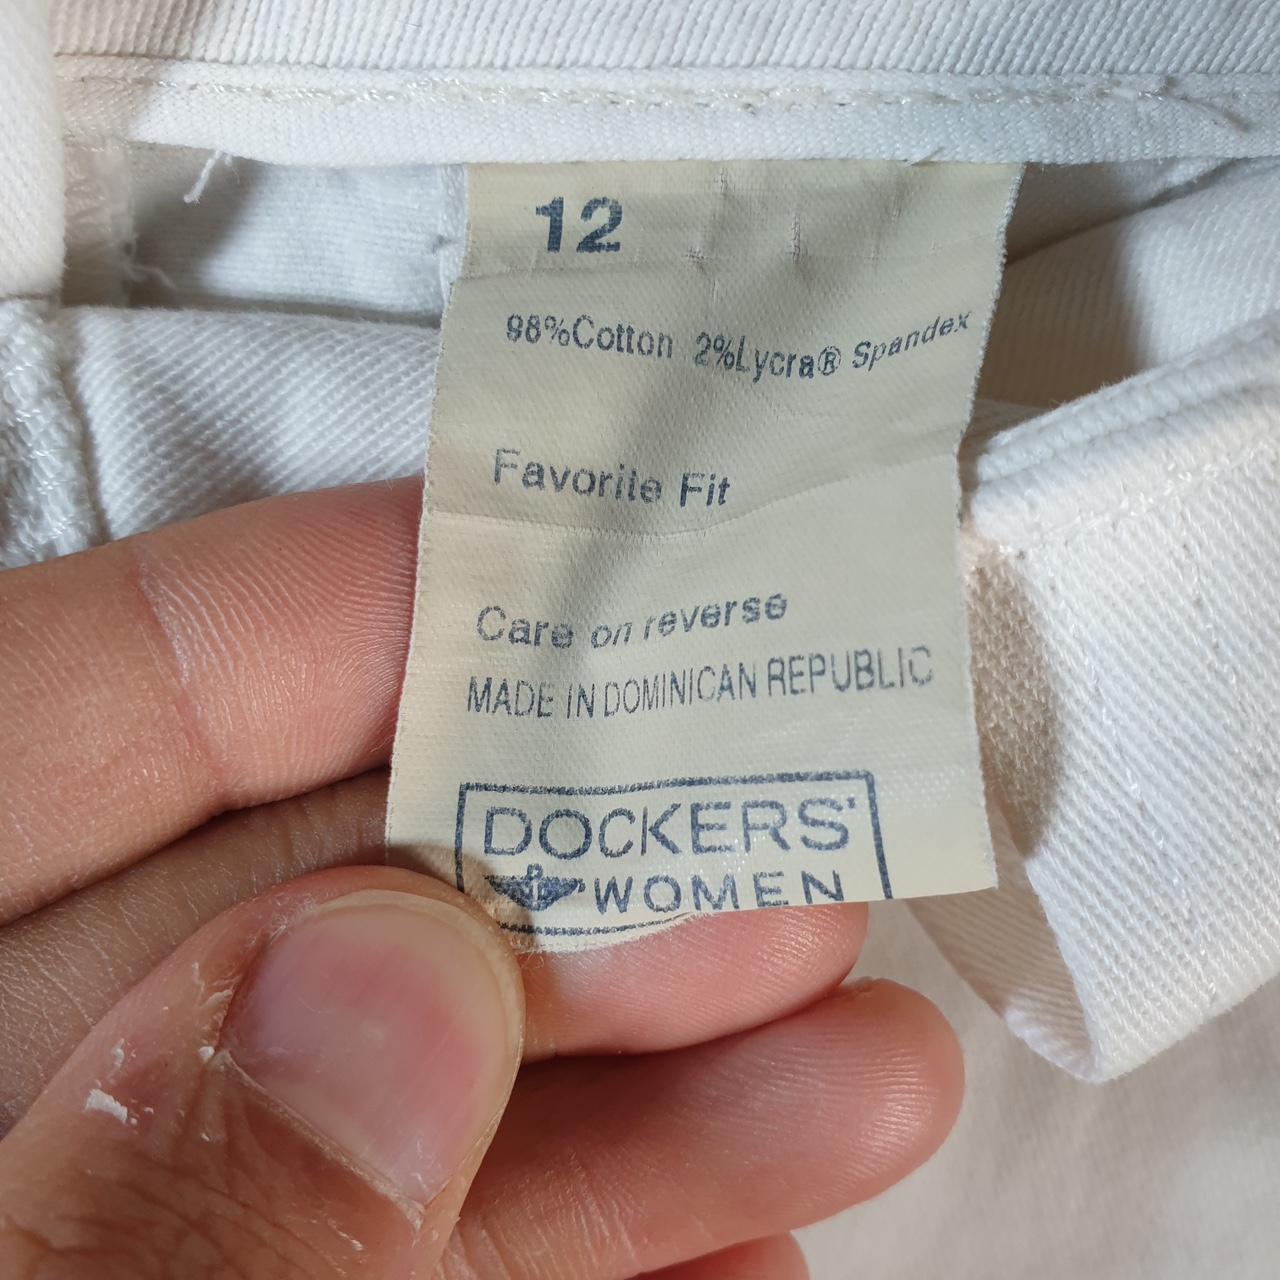 12
98%Cotton 2%Lycra® Spandex
Favorite Fit
Care on reverse
MADE IN DOMINICAN REPUBLIC
DOCKERS®
WOMEN